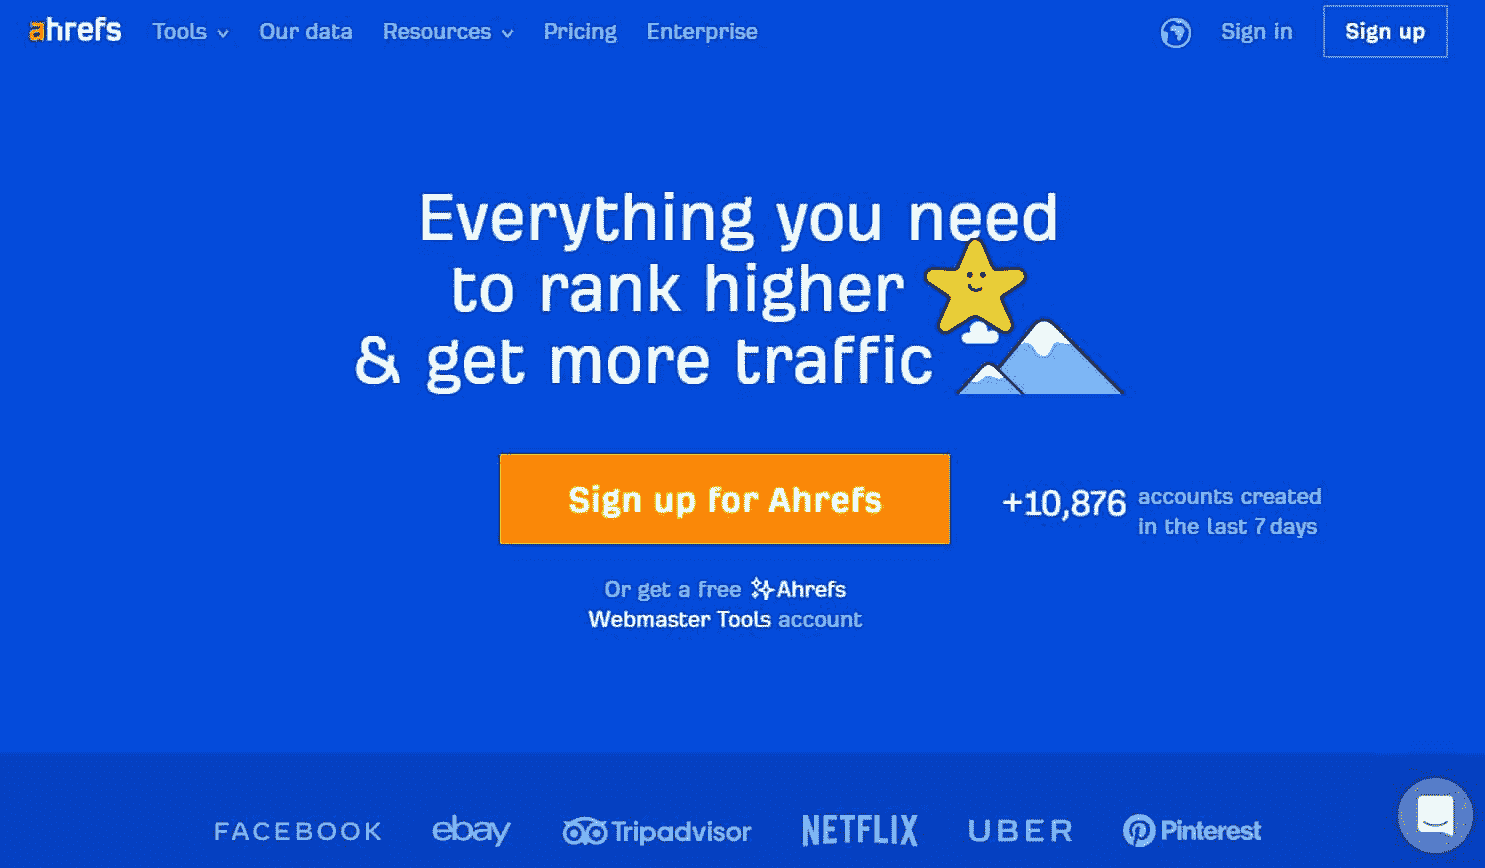 ahrefs Tools Our data Resources Pricing Enterprise Sign in Sign up
Everything you need
to rank higher
& get more traffic
Sign up for Ahrefs
+10,876 accounts created
in the last 7 days
Or get a free Ahrefs
Webmaster Tools account
FACEBOOK ebay Tripadvisor NETFLIX UBER Pinterest